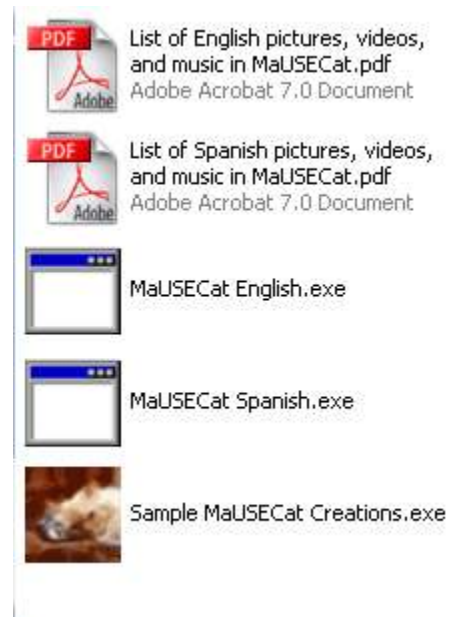 PDF
Adobe
List of English pictures, videos,
and music in MaUSECat.pdf
Adobe Acrobat 7.0 Document
PDF
Adobe
List of Spanish pictures, videos,
and music in MaUSECat.pdf
Adobe Acrobat 7.0 Document
MaUSECat English.exe
MaUSECat Spanish.exe
Sample MaUSECat Creations.exe